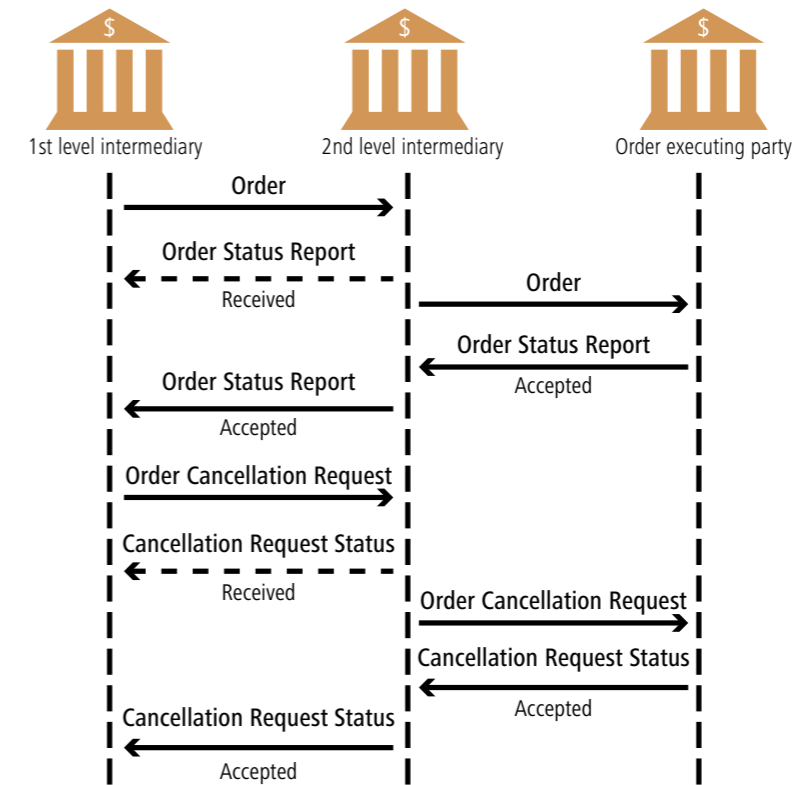 $ $ $
1st level intermediary 2nd level intermediary Order executing party
Order
Order Status Report
Received
Order
Order Status Report
Accepted
Order Status Report
Accepted
Order Cancellation Request
Cancellation Request Status
Received
Order Cancellation Request
Cancellation Request Status
Accepted
Cancellation Request Status
Accepted